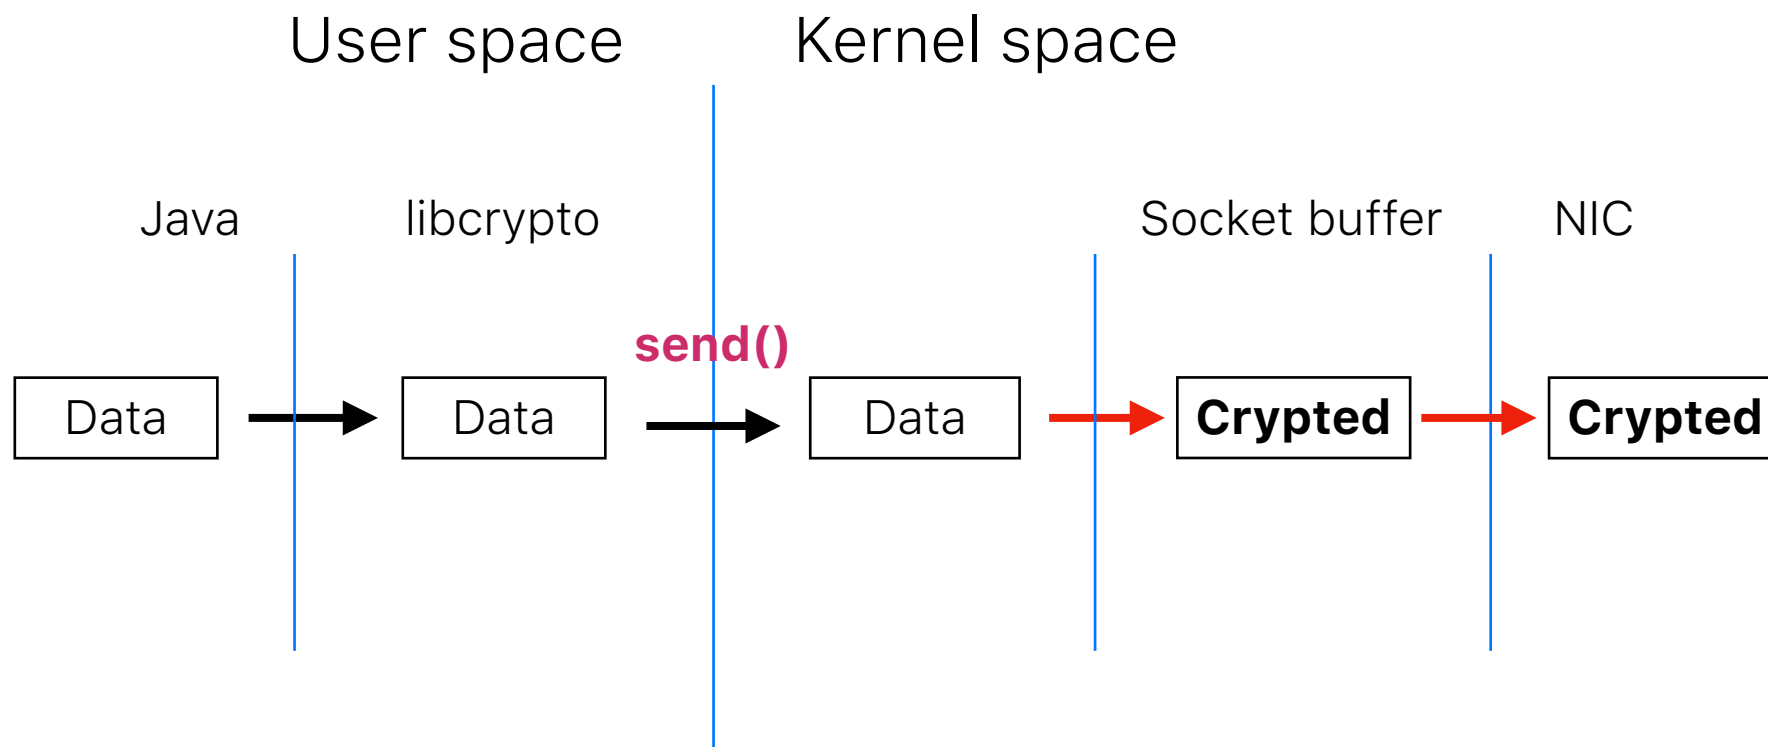 User space
Kernel space
Java
libcrypto
Socket buffer
NIC
send()
Data
Data
Data
Crypted
Crypted